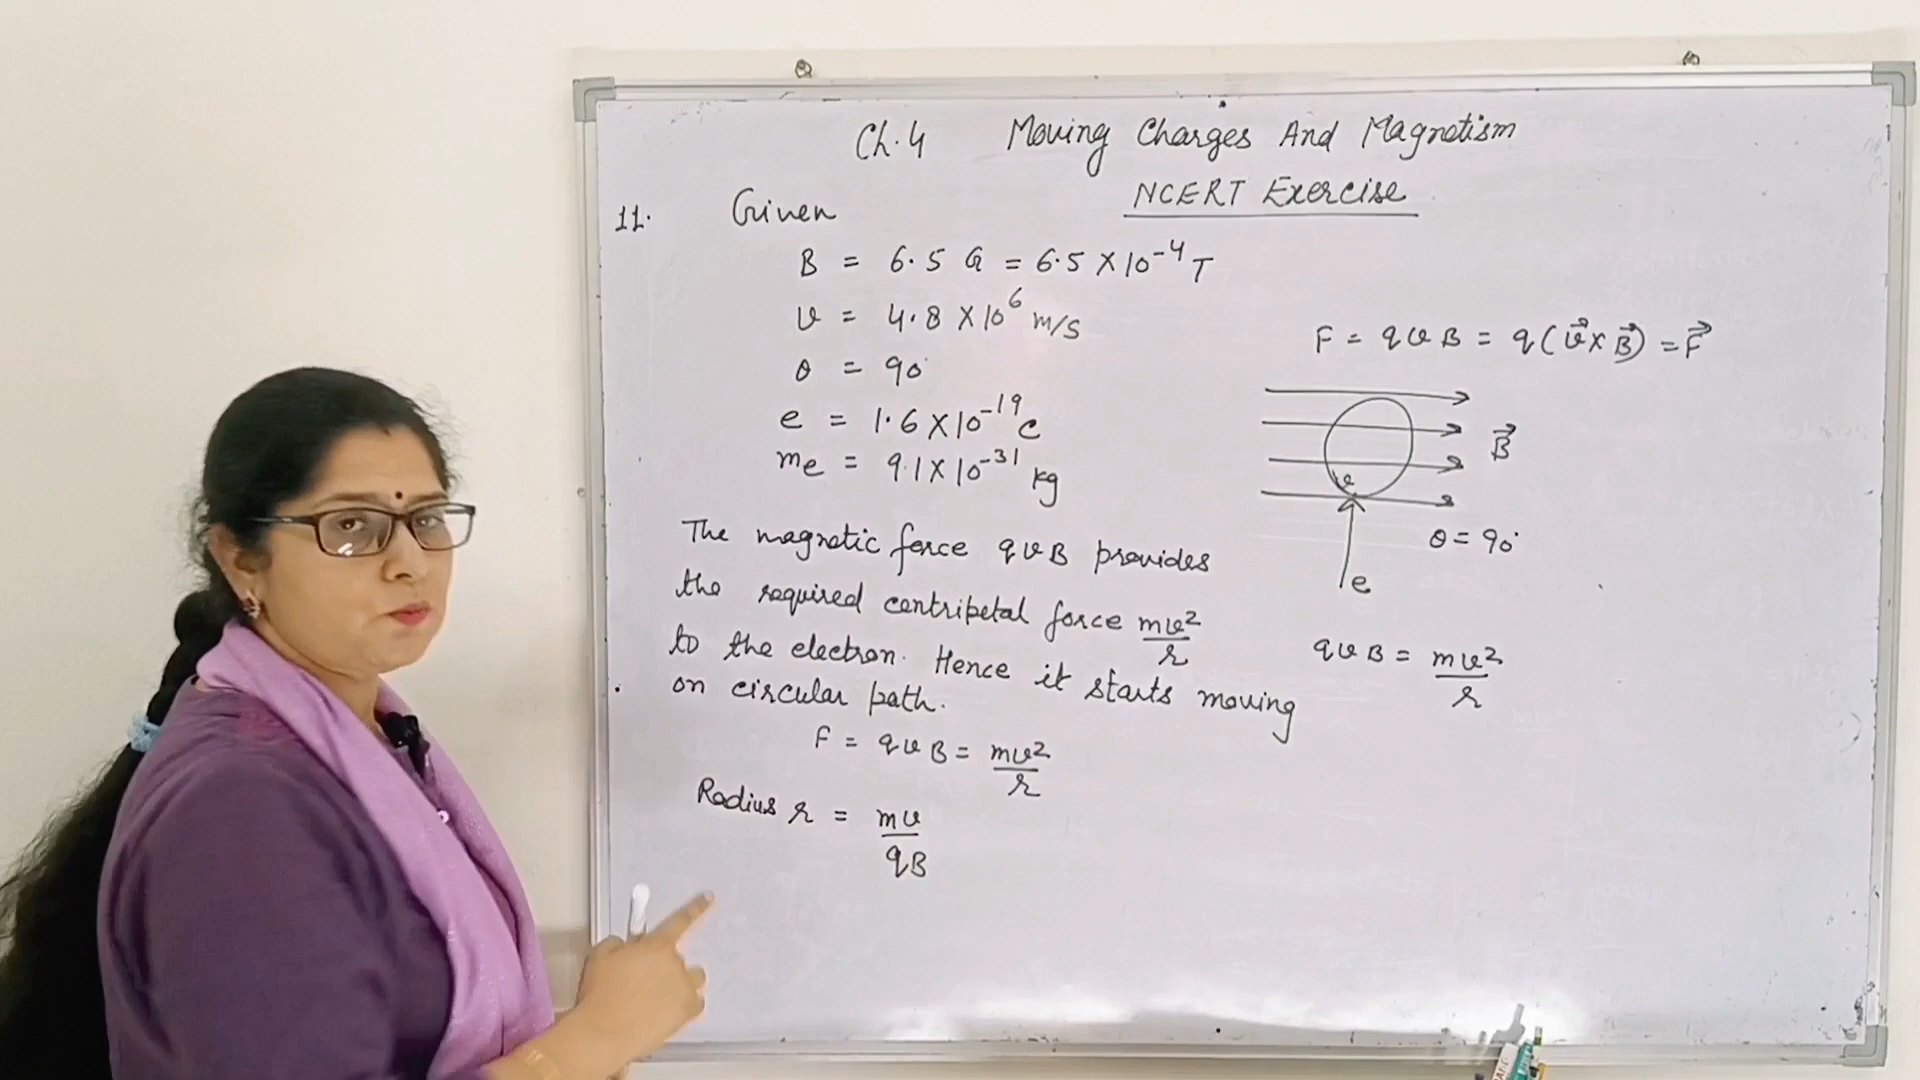 Ch. 4 Moving Charges And Magnetism
NCERT Exercise
11. Given
B = 6.5 G = 6.5 × 10⁻⁴ T
v = 4.8 × 10⁶ m/s
θ = 90°
e = 1.6 × 10⁻¹⁹ C
me = 9.1 × 10⁻³¹ kg
The magnetic force qvB provides
the required centripetal force mv²/r
to the electron. Hence it starts moving
on circular path.
F = qvB = mv²/r
Radius r = mv/qB
F = qvB = q(v⃗ × B⃗) = F⃗
B⃗
v
θ = 90°
e
qvB = mv²/r